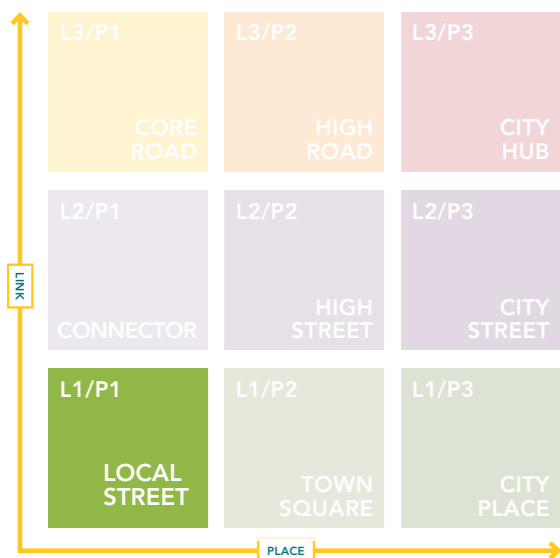 L3/P1
CORE
ROAD
L3/P2
HIGH
ROAD
L3/P3
CITY
HUB
L2/P1
CONNECTOR
L2/P2
HIGH
STREET
L2/P3
CITY
STREET
LINK
L1/P1
LOCAL
STREET
L1/P2
TOWN
SQUARE
L1/P3
CITY
PLACE
PLACE